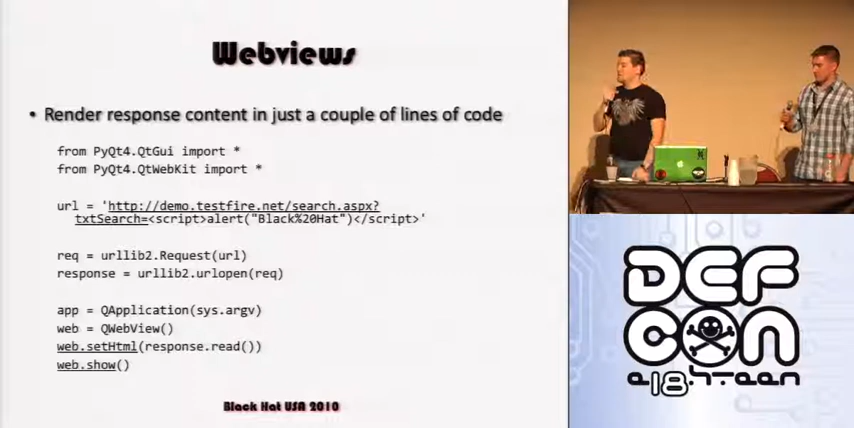 Webviews
• Render response content in just a couple of lines of code
from PyQt4.QtGui import *
from PyQt4.QtWebKit import *
url = 'http://demo.testfire.net/search.aspx?
txtSearch=<script>alert("Black%20Hat")</script>'
req = urllib2.Request(url)
response = urllib2.urlopen(req)
app = QApplication(sys.argv)
web = QWebView()
web.setHtml(response.read())
web.show()
Black Hat USA 2010
DEF
CON
e18h-teen